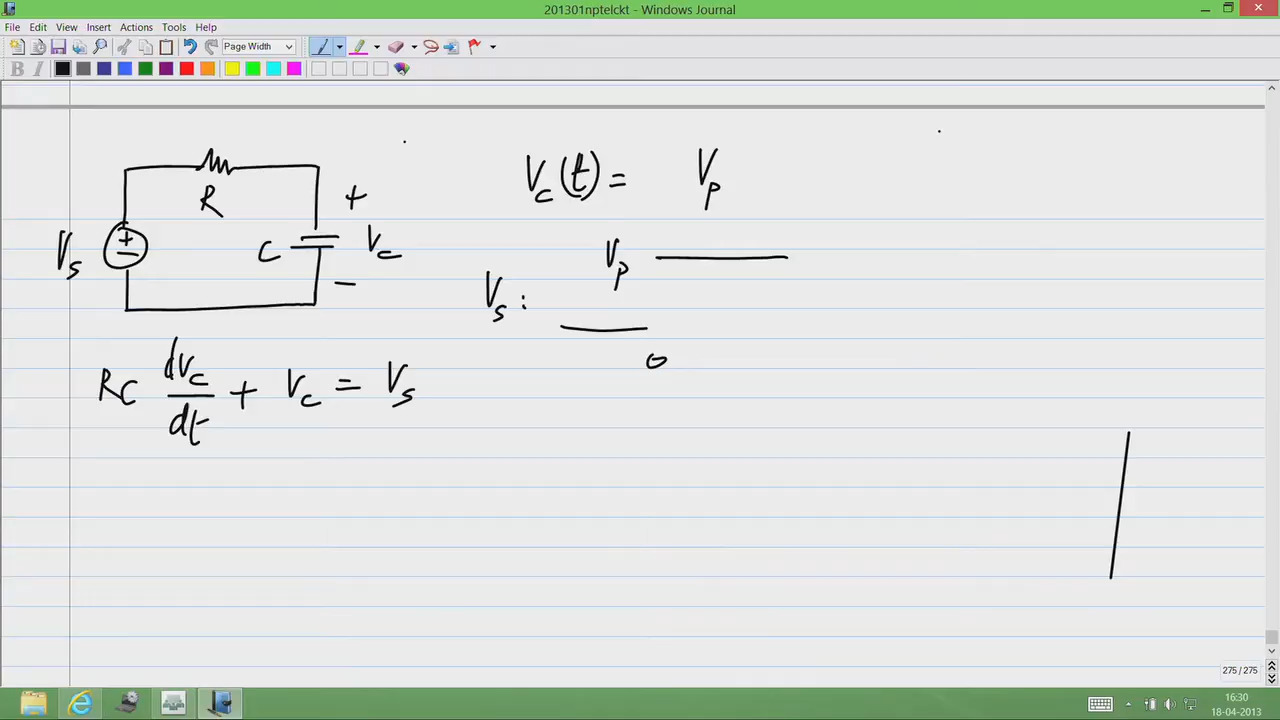 201301nptelckt - Windows Journal
File Edit View Insert Actions Tools Help
Page Width
B I
R
+
Vs
+
−
C
Vc
−
Vc(t) = Vp
Vp
Vs :
0
RC dVc/dt + Vc = Vs
275 / 275
16:30
18-04-2013